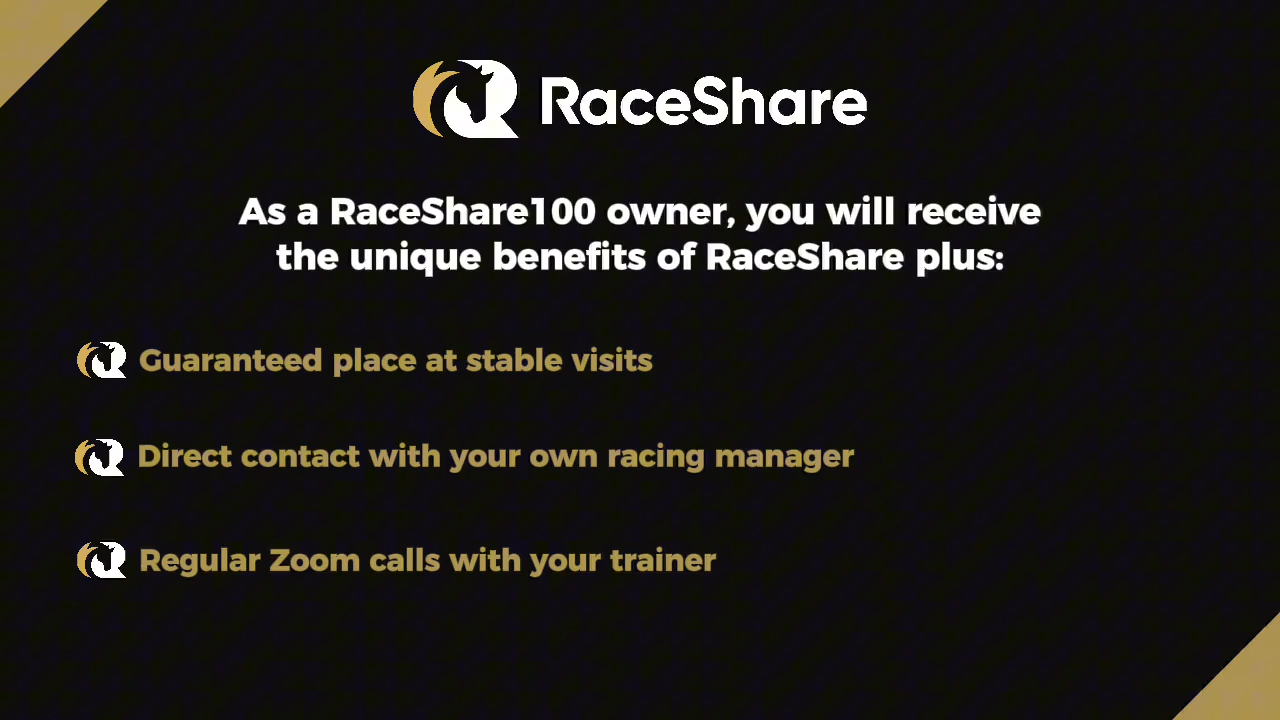 RaceShare
As a RaceShare100 owner, you will receive
the unique benefits of RaceShare plus:
Guaranteed place at stable visits
Direct contact with your own racing manager
Regular Zoom calls with your trainer